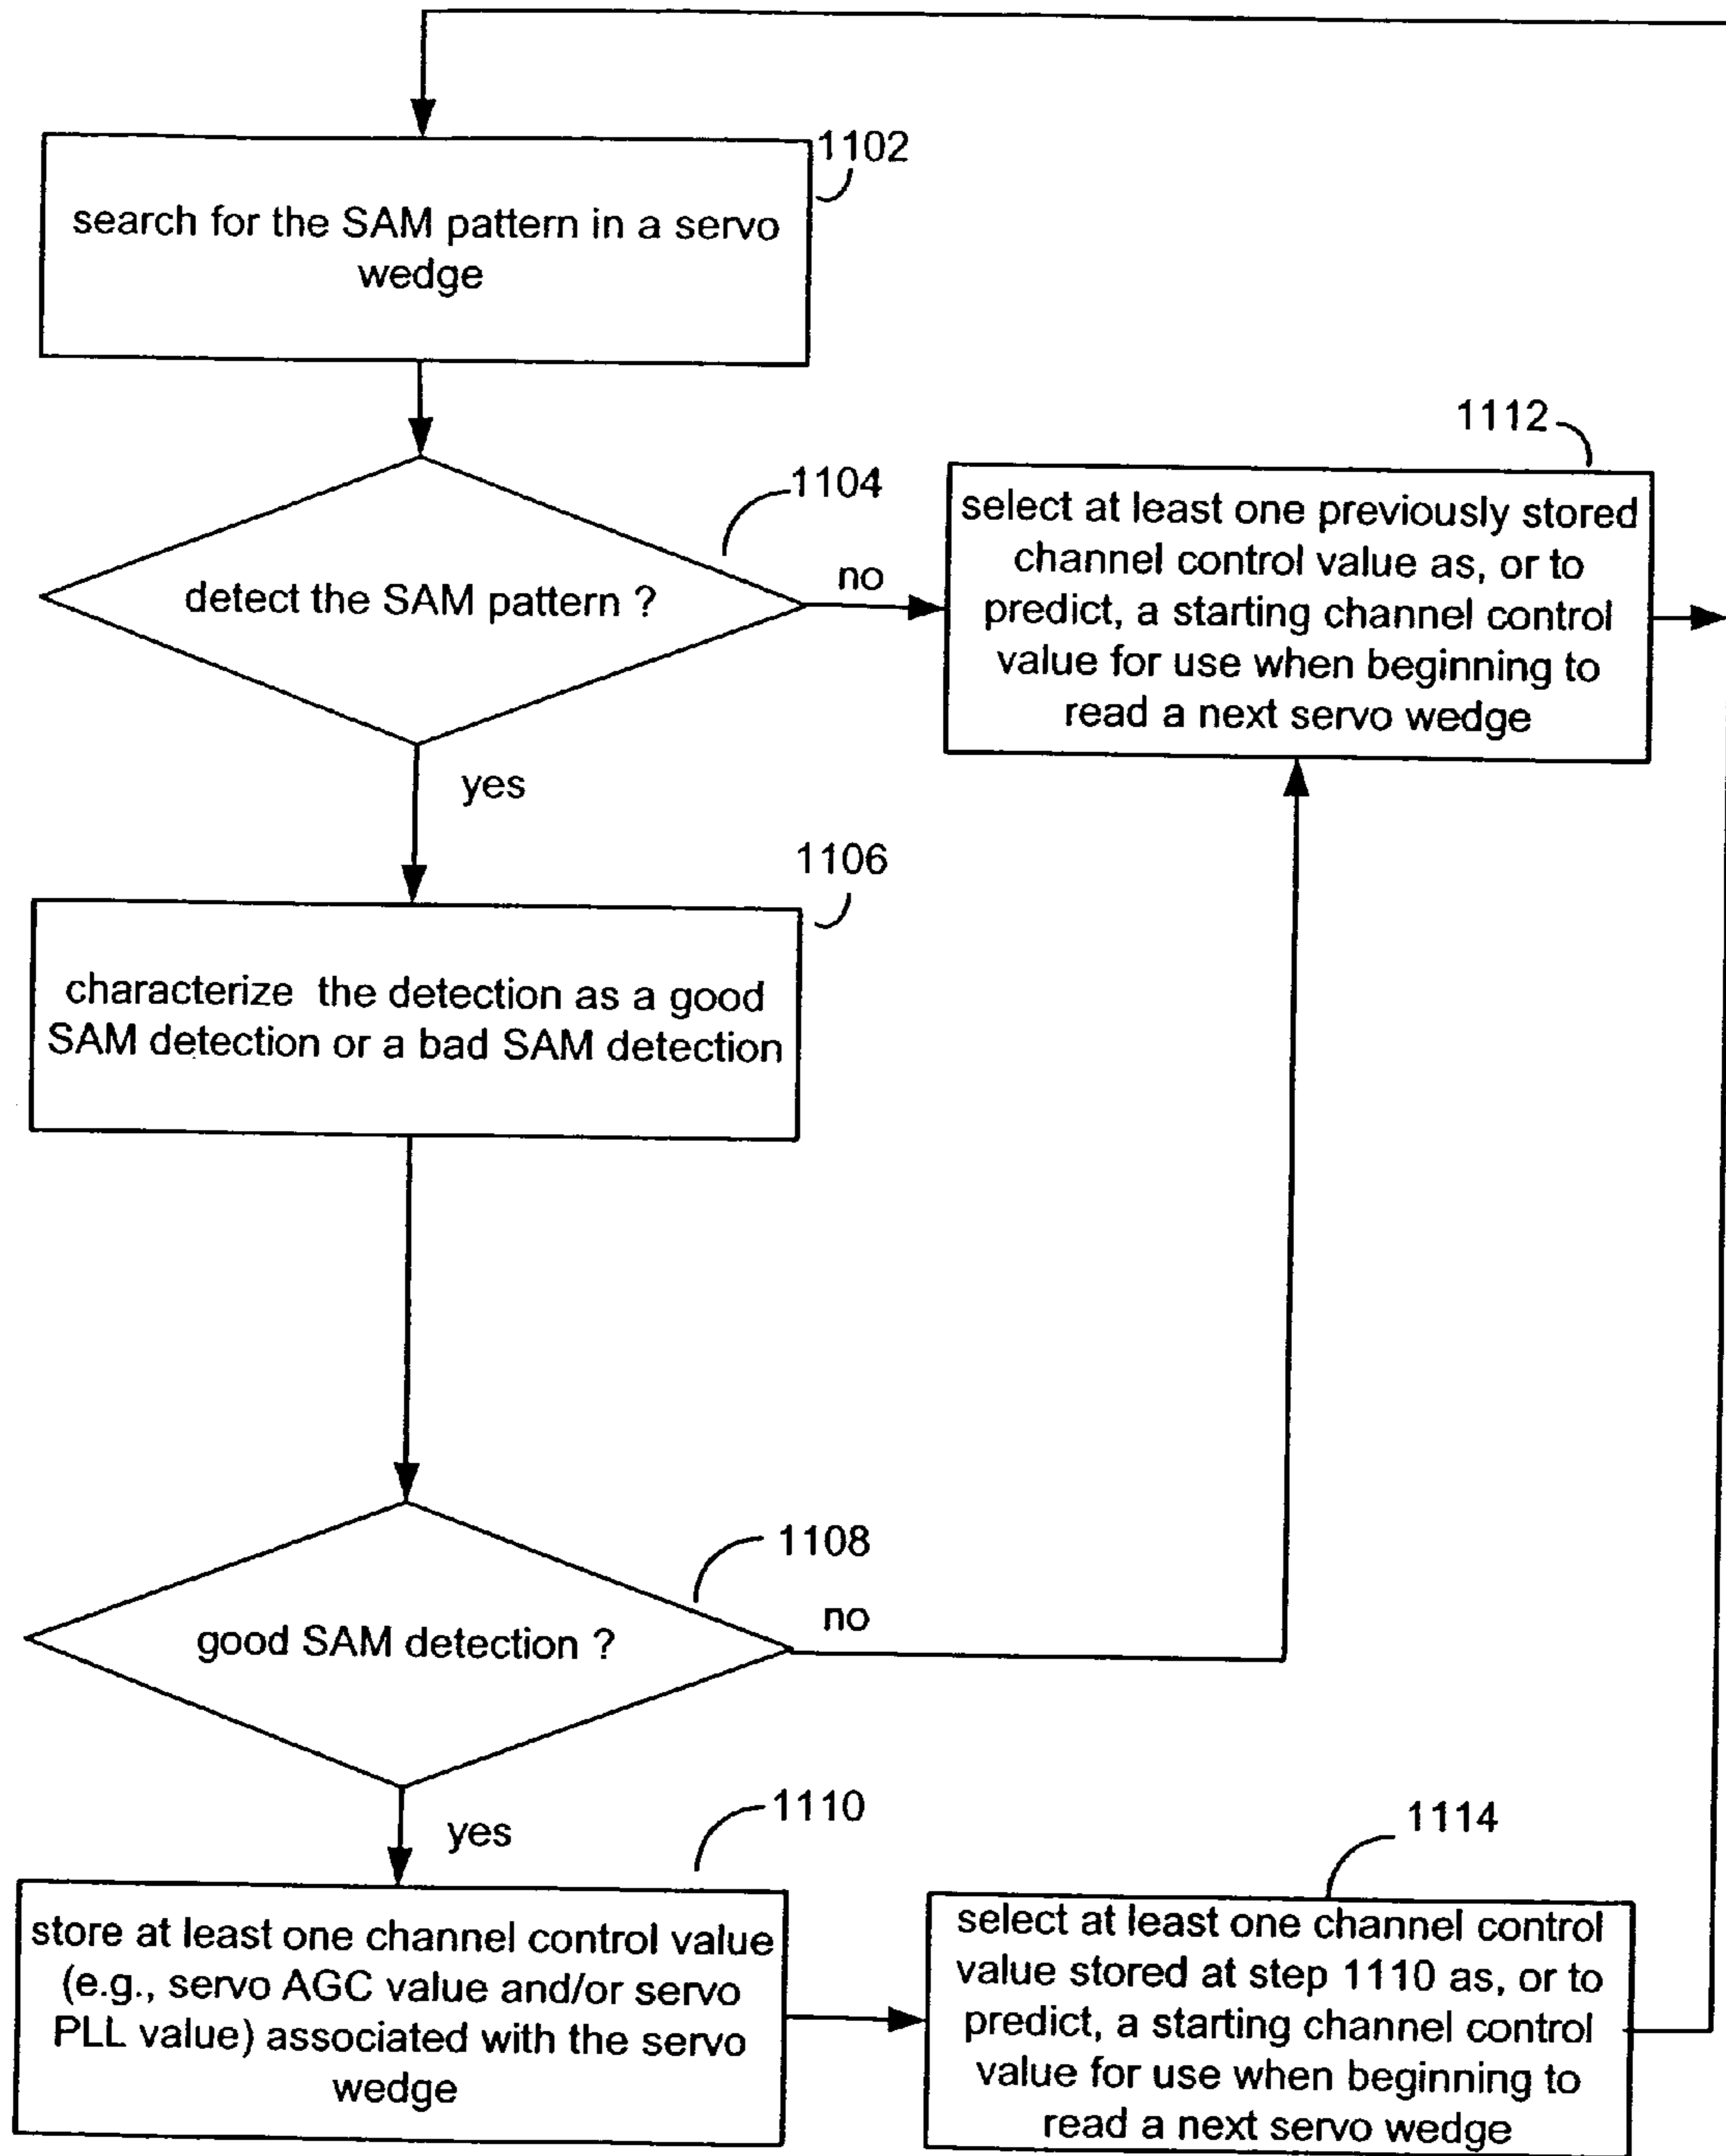 1102
search for the SAM pattern in a servo
wedge
1104
detect the SAM pattern ?
no
yes
1112
select at least one previously stored
channel control value as, or to
predict, a starting channel control
value for use when beginning to
read a next servo wedge
1106
characterize the detection as a good
SAM detection or a bad SAM detection
1108
good SAM detection ?
no
yes
1110
store at least one channel control value
(e.g., servo AGC value and/or servo
PLL value) associated with the servo
wedge
1114
select at least one channel control
value stored at step 1110 as, or to
predict, a starting channel control
value for use when beginning to
read a next servo wedge